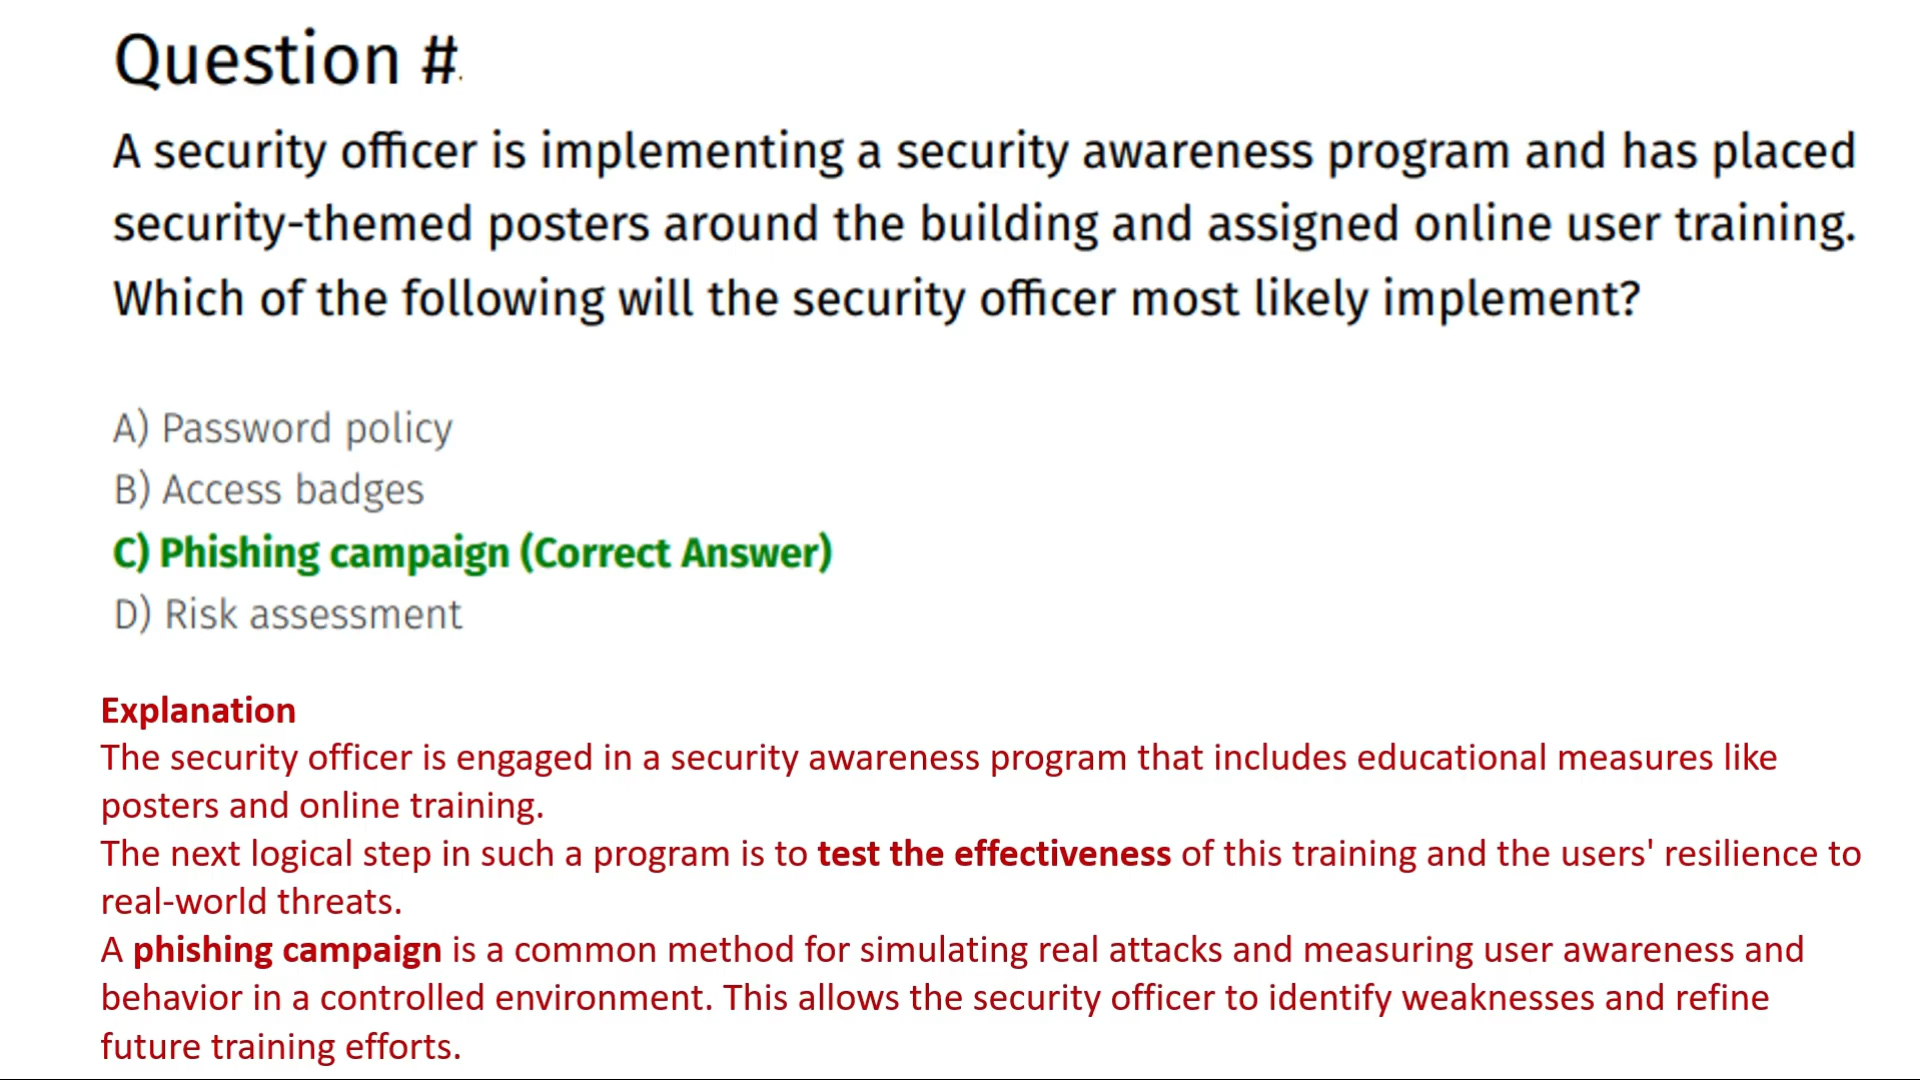 Question #.
A security officer is implementing a security awareness program and has placed
security-themed posters around the building and assigned online user training.
Which of the following will the security officer most likely implement?
A) Password policy
B) Access badges
C) Phishing campaign (Correct Answer)
D) Risk assessment
Explanation
The security officer is engaged in a security awareness program that includes educational measures like
posters and online training.
The next logical step in such a program is to test the effectiveness of this training and the users' resilience to
real-world threats.
A phishing campaign is a common method for simulating real attacks and measuring user awareness and
behavior in a controlled environment. This allows the security officer to identify weaknesses and refine
future training efforts.